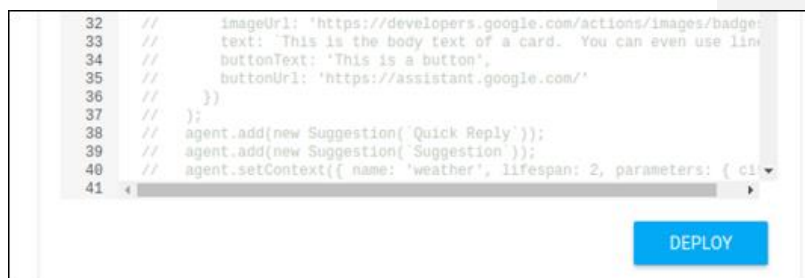 32 //       imageUrl: 'https://developers.google.com/actions/images/badges
33 //       text: `This is the body text of a card.  You can even use line
34 //       buttonText: 'This is a button',
35 //       buttonUrl: 'https://assistant.google.com/'
36 //     })
37 //   );
38 //   agent.add(new Suggestion(`Quick Reply`));
39 //   agent.add(new Suggestion(`Suggestion`));
40 //   agent.setContext({ name: 'weather', lifespan: 2, parameters: { ci
41
DEPLOY